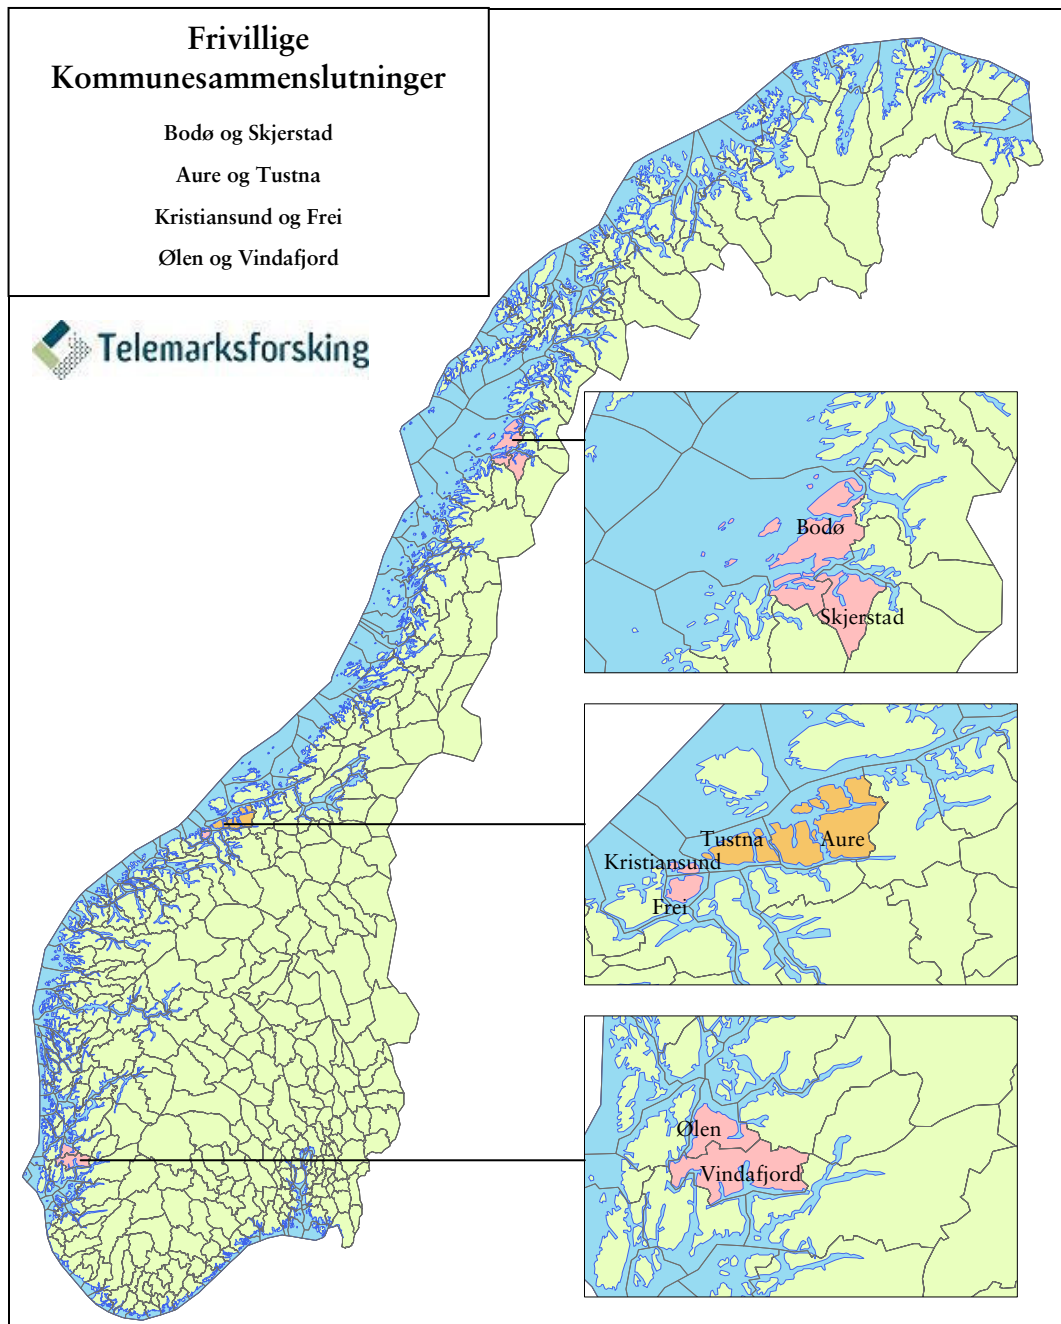 Frivillige
Kommunesammenslutninger
Bodø og Skjerstad
Aure og Tustna
Kristiansund og Frei
Ølen og Vindafjord
Telemarksforsking
Bodø
Skjerstad
Tustna
Aure
Kristiansund
Frei
Ølen
Vindafjord